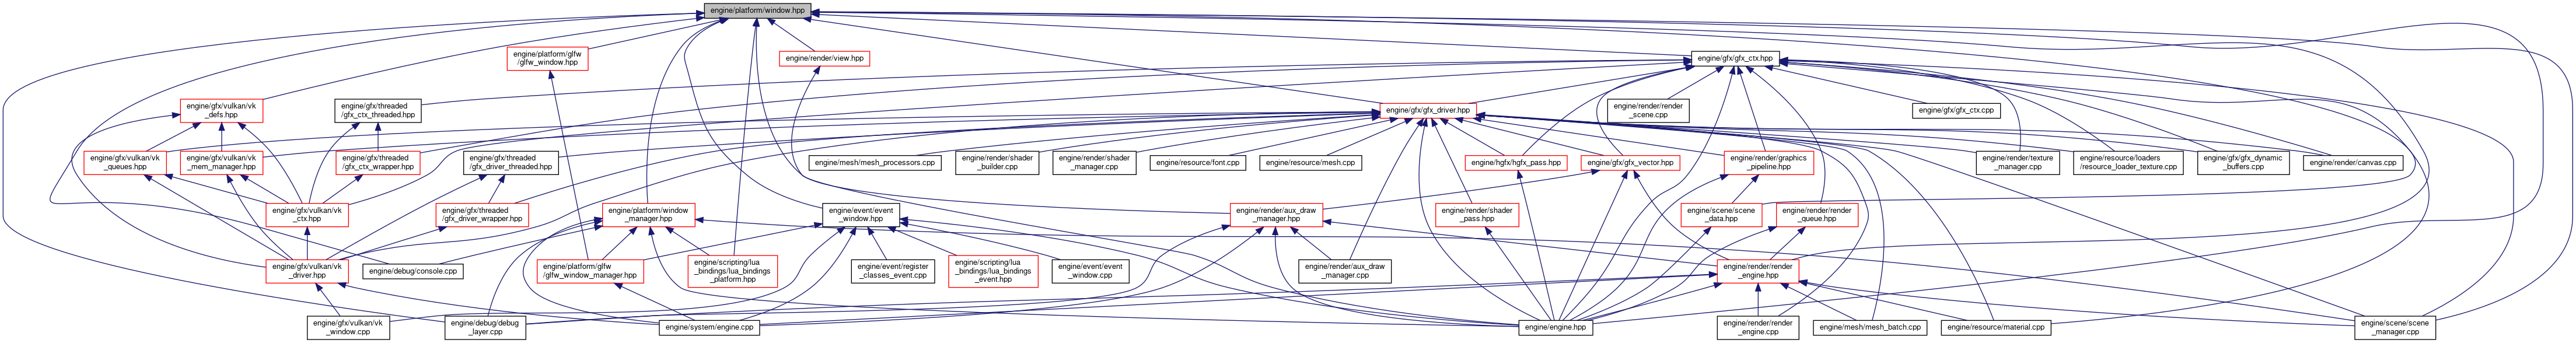 engine/platform/window.hpp
engine/platform/glfw
/glfw_window.hpp
engine/render/view.hpp
engine/gfx/gfx_ctx.hpp
engine/gfx/vulkan/vk
_defs.hpp
engine/gfx/threaded
/gfx_ctx_threaded.hpp
engine/gfx/gfx_driver.hpp
engine/render/render
_scene.cpp
engine/gfx/gfx_ctx.cpp
engine/gfx/vulkan/vk
_queues.hpp
engine/gfx/vulkan/vk
_mem_manager.hpp
engine/gfx/threaded
/gfx_ctx_wrapper.hpp
engine/gfx/threaded
/gfx_driver_threaded.hpp
engine/mesh/mesh_processors.cpp
engine/render/shader
_builder.cpp
engine/render/shader
_manager.cpp
engine/resource/font.cpp
engine/resource/mesh.cpp
engine/hgfx/hgfx_pass.hpp
engine/gfx/gfx_vector.hpp
engine/render/graphics
_pipeline.hpp
engine/render/texture
_manager.cpp
engine/resource/loaders
/resource_loader_texture.cpp
engine/gfx/gfx_dynamic
_buffers.cpp
engine/render/canvas.cpp
engine/gfx/vulkan/vk
_ctx.hpp
engine/gfx/threaded
/gfx_driver_wrapper.hpp
engine/platform/window
_manager.hpp
engine/event/event
_window.hpp
engine/render/aux_draw
_manager.hpp
engine/render/shader
_pass.hpp
engine/scene/scene
_data.hpp
engine/render/render
_queue.hpp
engine/gfx/vulkan/vk
_driver.hpp
engine/debug/console.cpp
engine/platform/glfw
/glfw_window_manager.hpp
engine/scripting/lua
_bindings/lua_bindings
_platform.hpp
engine/event/register
_classes_event.cpp
engine/scripting/lua
_bindings/lua_bindings
_event.hpp
engine/event/event
_window.cpp
engine/render/aux_draw
_manager.cpp
engine/render/render
_engine.hpp
engine/gfx/vulkan/vk
_window.cpp
engine/debug/debug
_layer.cpp
engine/system/engine.cpp
engine/engine.hpp
engine/render/render
_engine.cpp
engine/mesh/mesh_batch.cpp
engine/resource/material.cpp
engine/scene/scene
_manager.cpp